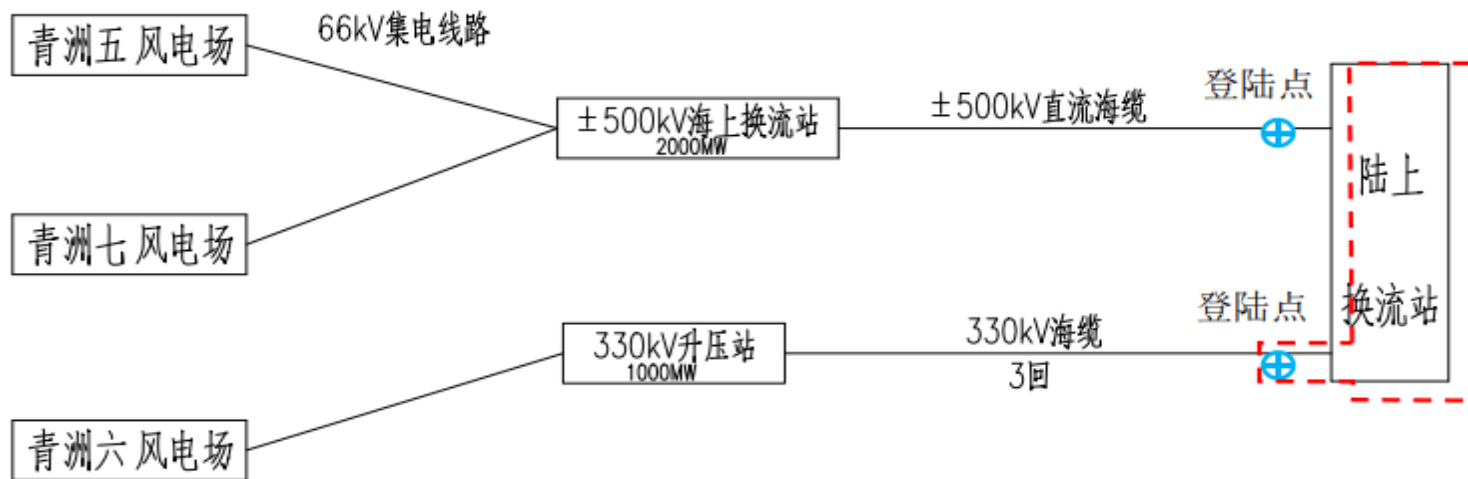 青洲五风电场
66kV集电线路
±500kV海上换流站
2000MW
±500kV直流海缆
登陆点
陆上
换流站
青洲七风电场
330kV升压站
1000MW
330kV海缆
3回
登陆点
青洲六风电场